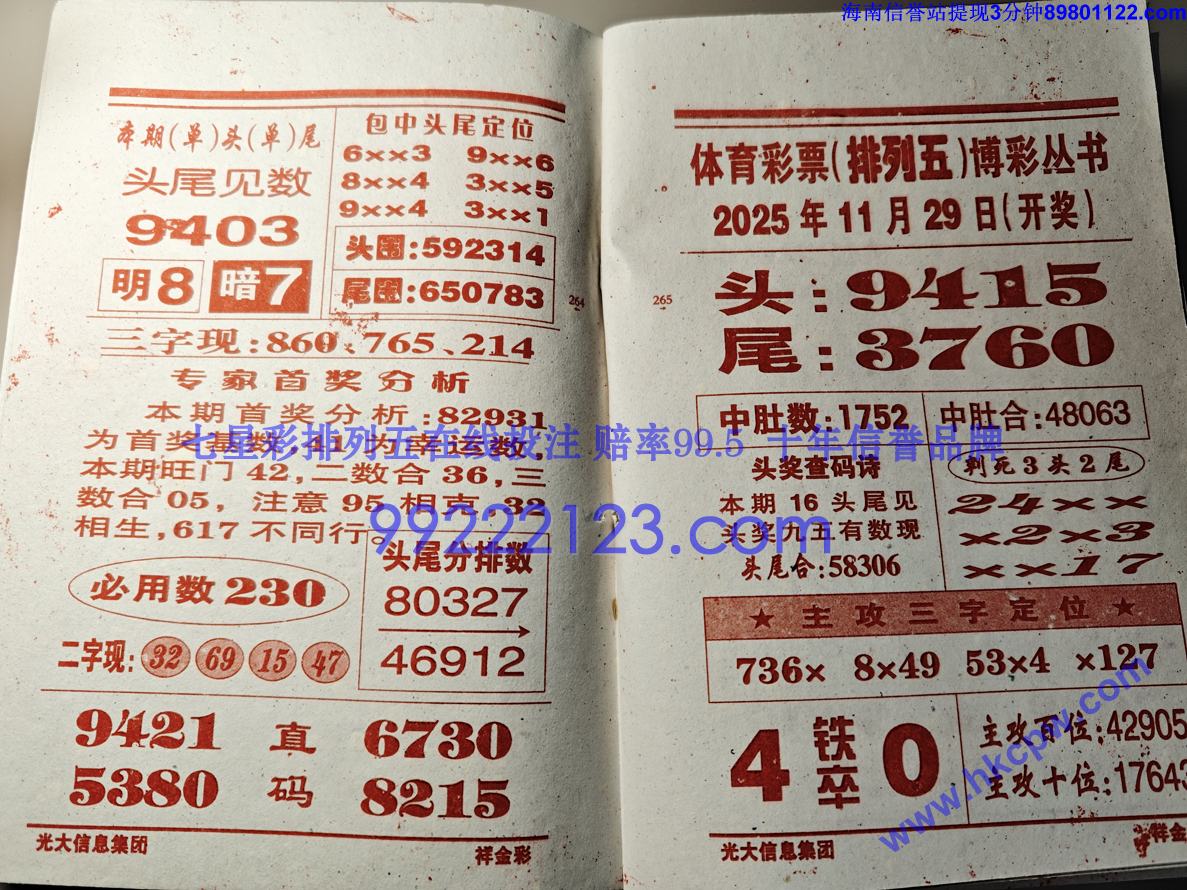 海南信誉站提现3分钟89801122.com
本期(单)头(单)尾
头尾见数
9403
明8 暗7
包中头尾定位
6××3 9××6
8××4 3××5
9××4 3××1
头围:592314
尾围:650783
264
三字现:860、765、214
专家首奖分析
本期首奖分析:82931
为首奖基数,41为幸运数,
本期旺门42,二数合36,三
数合05,注意95相克,32
相生,617不同行。
必用数230
二字现: 32 69 15 47
头尾分排数
80327
46912
9421 直 6730
5380 码 8215
光大信息集团 祥金彩
265
体育彩票(排列五)博彩丛书
2025年11月29日(开奖)
头:9415
尾:3760
中肚数:1752 中肚合:48063
头奖查码诗
本期16头尾见
头奖九五有数现
头尾合:58306
判死3头2尾
24××
×2×3
××17
★主攻三字定位★
736× 8×49 53×4 ×127
4 铁卒 0
主攻百位:42905
主攻十位:17643
光大信息集团 祥金
七星彩排列五在线投注 赔率99.5 十年信誉品牌
99222123.com
www.hkcpw.com